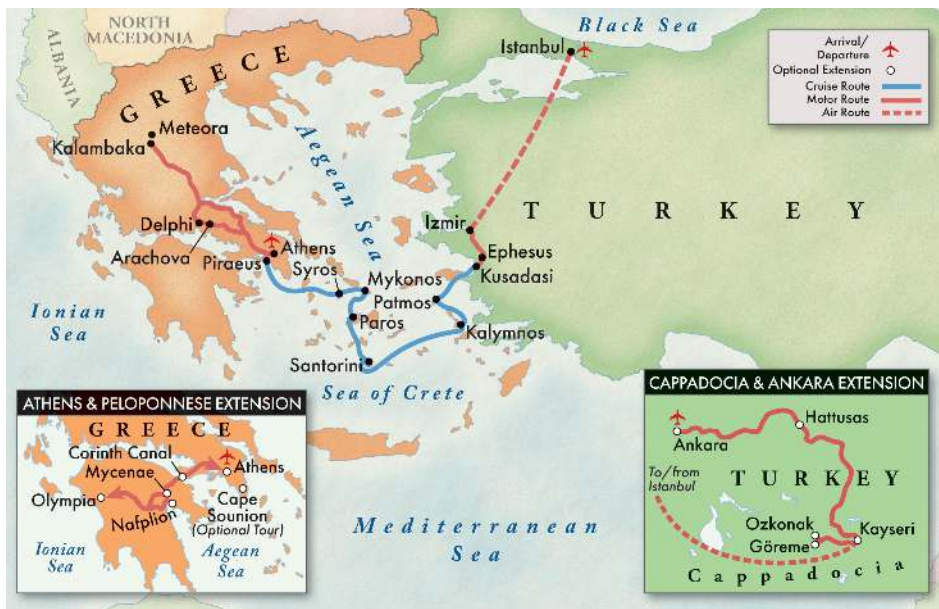 NORTH
MACEDONIA
ALBANIA
GREECE
Black Sea
Istanbul
Arrival/
Departure
Optional Extension
Cruise Route
Motor Route
Air Route
Meteora
Kalambaka
Aegean Sea
TURKEY
Delphi
Arachova
Athens
Piraeus
Syros
Mykonos
Izmir
Ephesus
Kusadasi
Patmos
Paros
Kalymnos
Ionian
Sea
Santorini
Sea of Crete
Mediterranean
Sea
ATHENS & PELOPONNESE EXTENSION
GREECE
Corinth Canal
Mycenae
Athens
Olympia
Nafplion
Cape
Sounion
(Optional Tour)
Ionian
Sea
Aegean
Sea
CAPPADOCIA & ANKARA EXTENSION
Hattusas
Ankara
To/from
Istanbul
TURKEY
Ozkonak
Göreme
Kayseri
Cappadocia